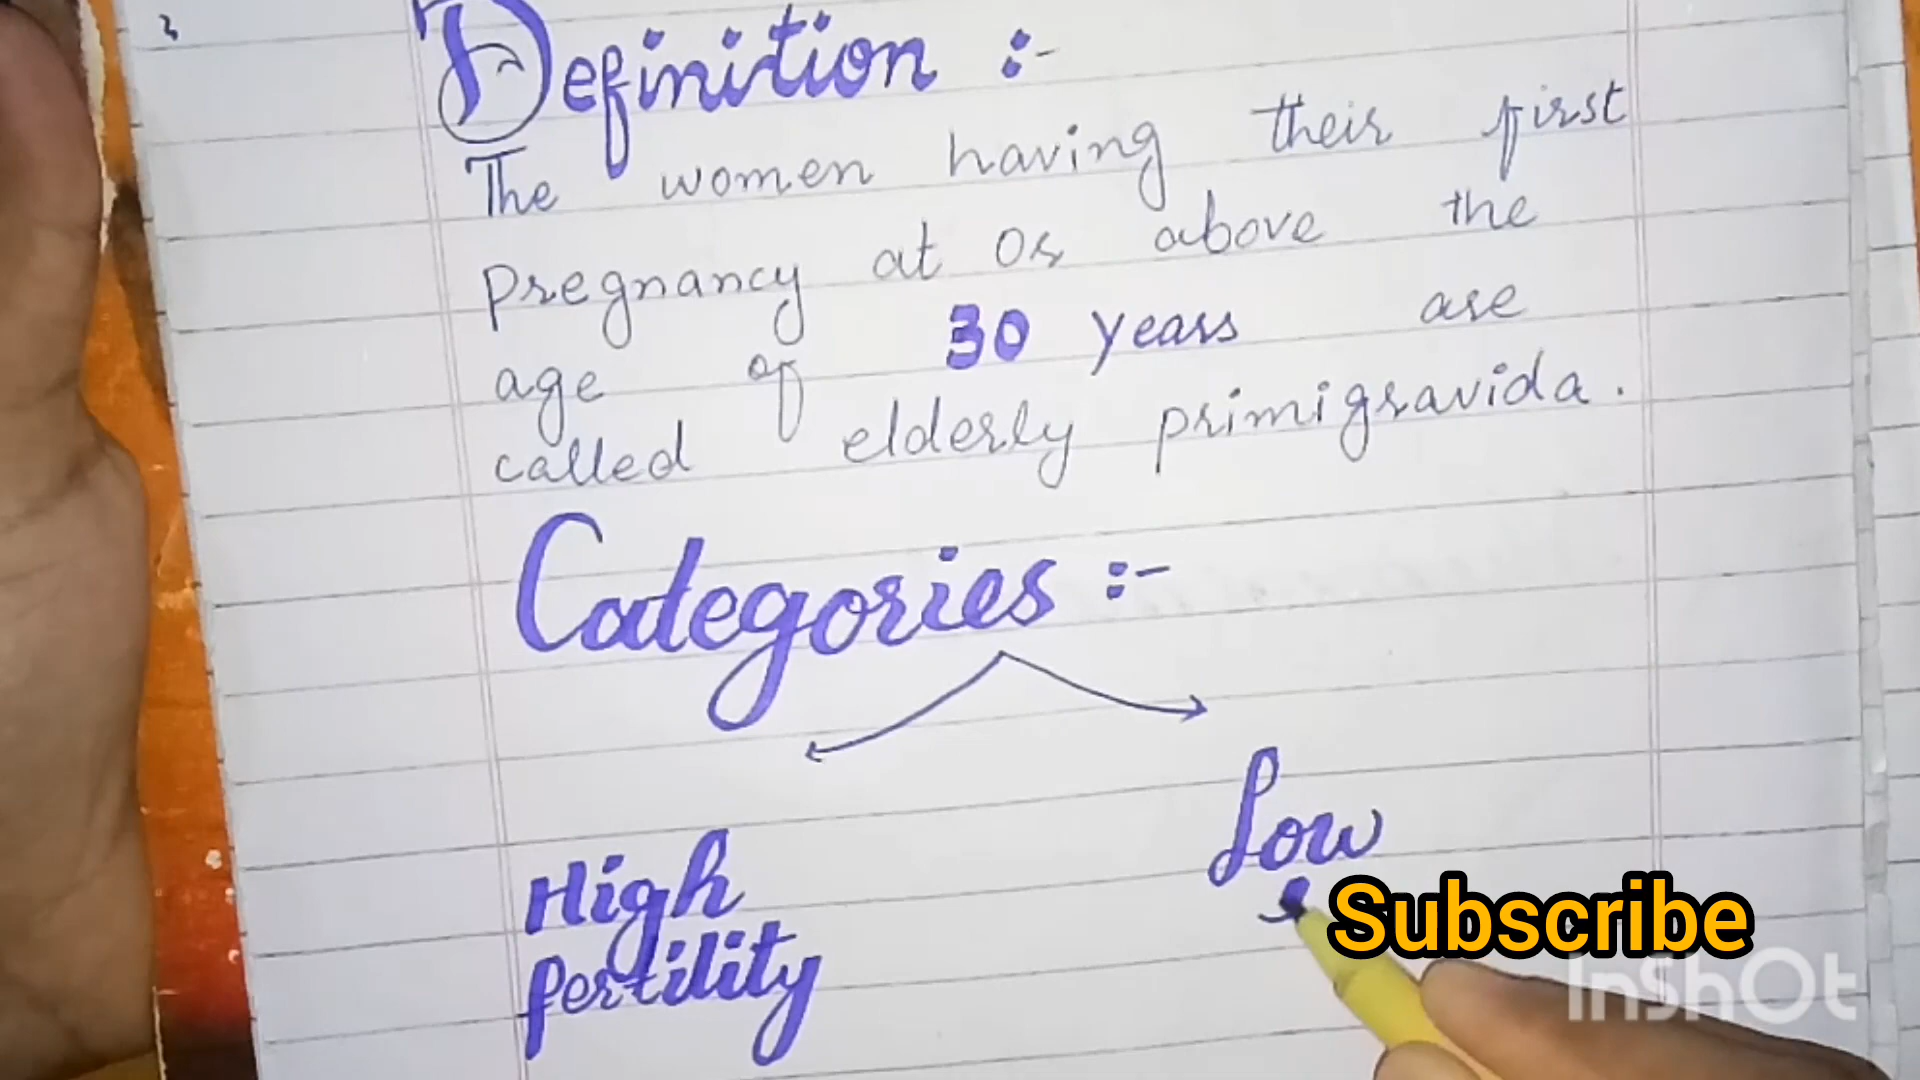 Definition :-
The women having their first
pregnancy at or above the
age of 30 years are
called elderly primigravida.
Categories :-
High
fertility
Low
Subscribe
InShOt